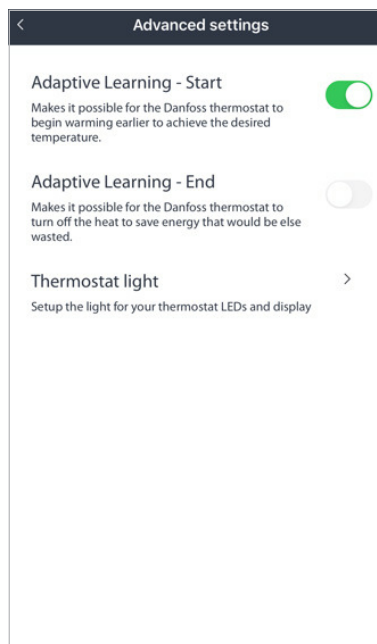 Advanced settings
Adaptive Learning - Start
Makes it possible for the Danfoss thermostat to
begin warming earlier to achieve the desired
temperature.
Adaptive Learning - End
Makes it possible for the Danfoss thermostat to
turn off the heat to save energy that would be else
wasted.
Thermostat light
Setup the light for your thermostat LEDs and display